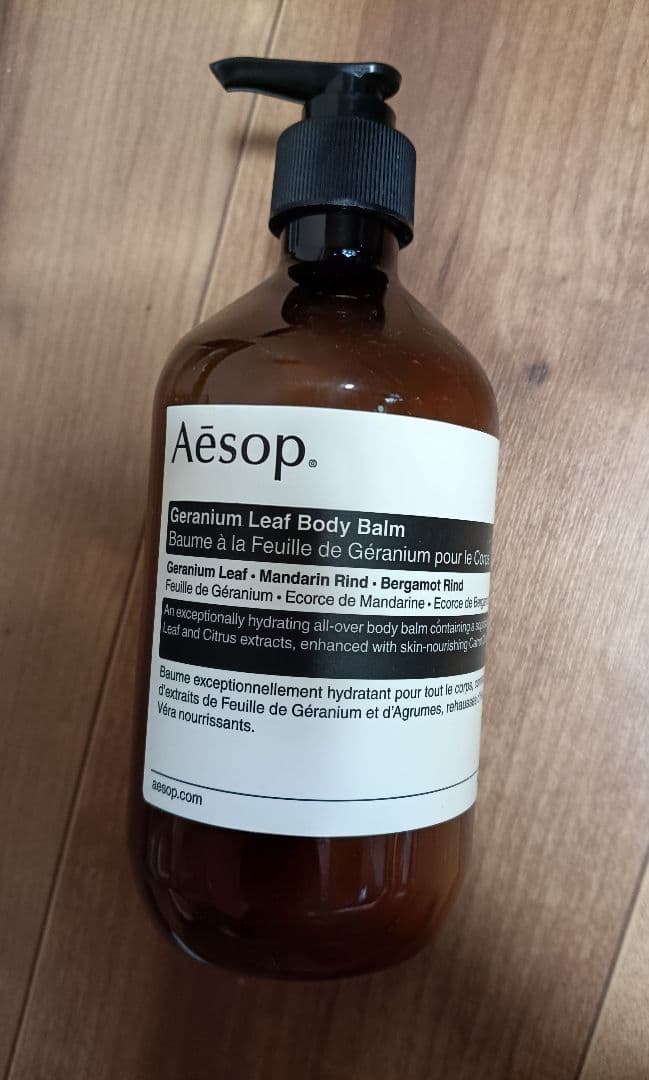 Aēsop®
Geranium Leaf Body Balm
Baume à la Feuille de Géranium pour le Corps
Geranium Leaf • Mandarin Rind • Bergamot Rind
Feuille de Géranium • Ecorce de Mandarine • Ecorce de
An exceptionally hydrating all-over body balm containing a
Leaf and Citrus extracts, enhanced with skin-nourishing
Baume exceptionnellement hydratant pour tout le corps,
d'extraits de Feuille de Géranium et d'Agrumes,
Véra nourrissants.
aesop.com